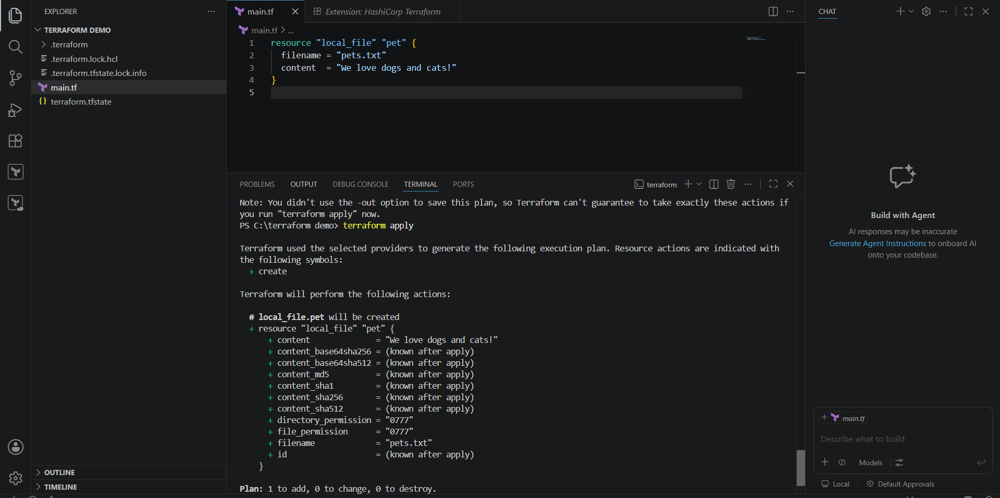 EXPLORER
TERRAFORM DEMO
.terraform
.terraform.lock.hcl
.terraform.tfstate.lock.info
main.tf
terraform.tfstate
OUTLINE
TIMELINE
main.tf
Extension: HashiCorp Terraform
main.tf > ...
1 resource "local_file" "pet" {
2 filename = "pets.txt"
3 content  = "We love dogs and cats!"
4 }
5
PROBLEMS OUTPUT DEBUG CONSOLE TERMINAL PORTS terraform
Note: You didn't use the -out option to save this plan, so Terraform can't guarantee to take exactly these actions if
you run "terraform apply" now.
PS C:\terraform demo> terraform apply
Terraform used the selected providers to generate the following execution plan. Resource actions are indicated with
the following symbols:
+ create
Terraform will perform the following actions:
# local_file.pet will be created
+ resource "local_file" "pet" {
+ content              = "We love dogs and cats!"
+ content_base64sha256 = (known after apply)
+ content_base64sha512 = (known after apply)
+ content_md5          = (known after apply)
+ content_sha1         = (known after apply)
+ content_sha256       = (known after apply)
+ content_sha512       = (known after apply)
+ directory_permission = "0777"
+ file_permission      = "0777"
+ filename             = "pets.txt"
+ id                   = (known after apply)
}
Plan: 1 to add, 0 to change, 0 to destroy.
CHAT
Build with Agent
AI responses may be inaccurate
Generate Agent Instructions to onboard AI
onto your codebase.
main.tf
Describe what to build
Models
Local Default Approvals